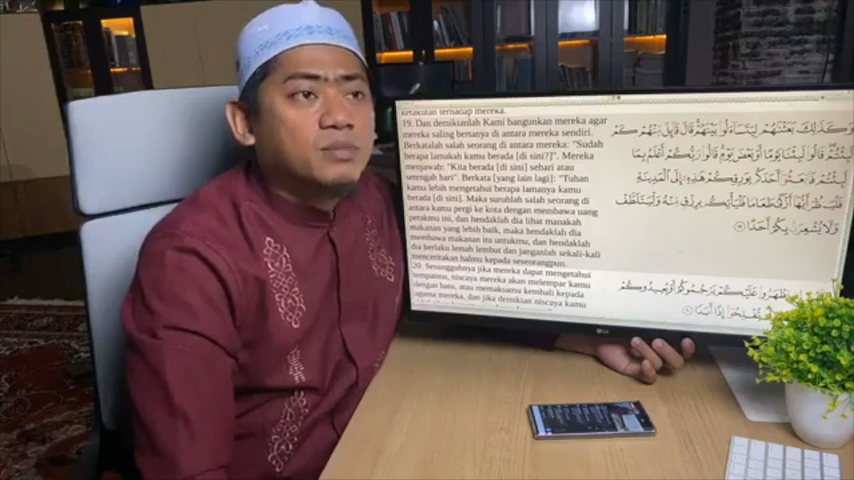 ketakutan terhadap mereka.
19. Dan demikianlah Kami bangunkan mereka agar
mereka saling bertanya di antara mereka sendiri.
Berkatalah salah seorang di antara mereka: "Sudah
berapa lamakah kamu berada [di sini?]". Mereka
menjawab: "Kita berada [di sini] sehari atau
setengah hari". Berkata [yang lain lagi]: "Tuhan
kamu lebih mengetahui berapa lamanya kamu
berada [di sini]. Maka suruhlah salah seorang di
antara kamu pergi ke kota dengan membawa uang
perakmu ini, dan hendaklah dia lihat manakah
makanan yang lebih baik, maka hendaklah dia
membawa makanan itu untukmu, dan hendaklah
dia berlaku lemah lembut dan janganlah sekali-kali
menceritakan halmu kepada seseorangpun.
20. Sesungguhnya jika mereka dapat mengetahui
tempatmu, niscaya mereka akan melempar kamu
dengan batu, atau memaksamu kembali kepada
agama mereka, dan jika demikian niscaya kamu
وَكَذَٰلِكَ بَعَثْنَٰهُمْ لِيَتَسَآءَلُوا۟ بَيْنَهُمْ قَالَ قَآئِلٌ مِّنْهُمْ كَمْ
لَبِثْتُمْ قَالُوا۟ لَبِثْنَا يَوْمًا أَوْ بَعْضَ يَوْمٍ قَالُوا۟ رَبُّكُمْ أَعْلَمُ بِمَا
لَبِثْتُمْ فَٱبْعَثُوٓا۟ أَحَدَكُم بِوَرِقِكُمْ هَٰذِهِۦٓ إِلَى ٱلْمَدِينَةِ
فَلْيَنظُرْ أَيُّهَآ أَزْكَىٰ طَعَامًا فَلْيَأْتِكُم بِرِزْقٍ مِّنْهُ وَلْيَتَلَطَّفْ
وَلَا يُشْعِرَنَّ بِكُمْ أَحَدًا ١٩
يَظْهَرُوا۟ عَلَيْكُمْ يَرْجُمُوكُمْ أَوْ يُعِيدُوكُمْ
تُفْلِحُوٓا۟ إِذًا أَبَدًا ٢٠
LG